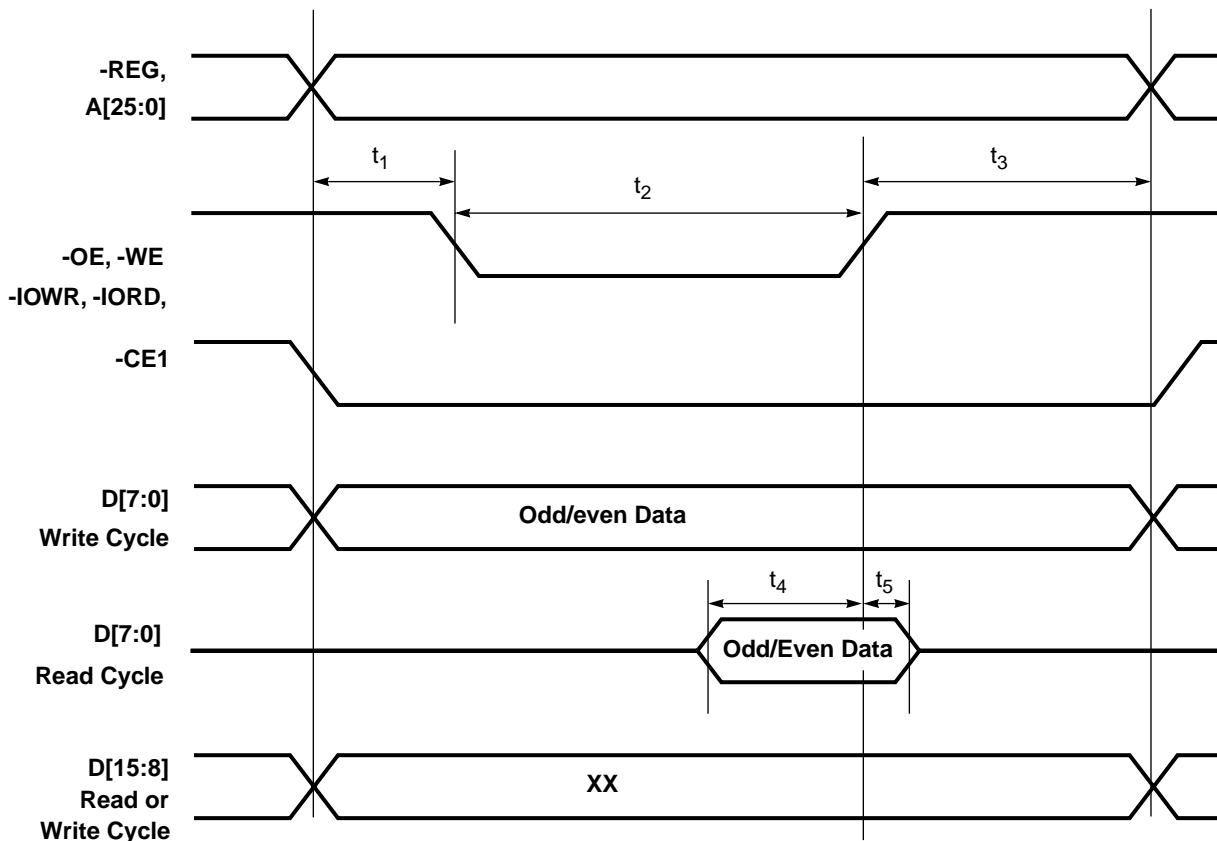 -REG,
A[25:0]
t1
t2
t3
-OE, -WE
-IOWR, -IORD,
-CE1
D[7:0]
Write Cycle
Odd/even Data
t4
t5
D[7:0]
Read Cycle
Odd/Even Data
D[15:8]
Read or
Write Cycle
XX